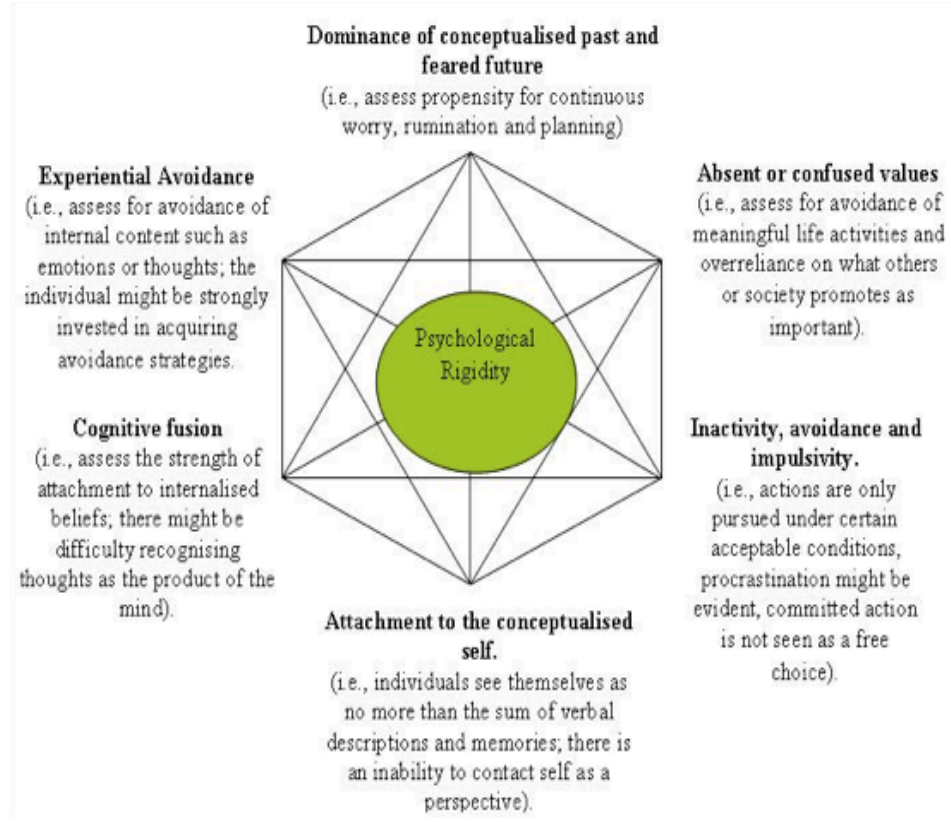 Dominance of conceptualised past and
feared future
(i.e., assess propensity for continuous
worry, rumination and planning)
Experiential Avoidance
(i.e., assess for avoidance of
internal content such as
emotions or thoughts; the
individual might be strongly
invested in acquiring
avoidance strategies.
Absent or confused values
(i.e., assess for avoidance of
meaningful life activities and
overreliance on what others
or society promotes as
important).
Psychological
Rigidity
Cognitive fusion
(i.e., assess the strength of
attachment to internalised
beliefs; there might be
difficulty recognising
thoughts as the product of the
mind).
Inactivity, avoidance and
impulsivity.
(i.e., actions are only
pursued under certain
acceptable conditions,
procrastination might be
evident, committed action
is not seen as a free
choice).
Attachment to the conceptualised
self.
(i.e., individuals see themselves as
no more than the sum of verbal
descriptions and memories; there is
an inability to contact self as a
perspective).